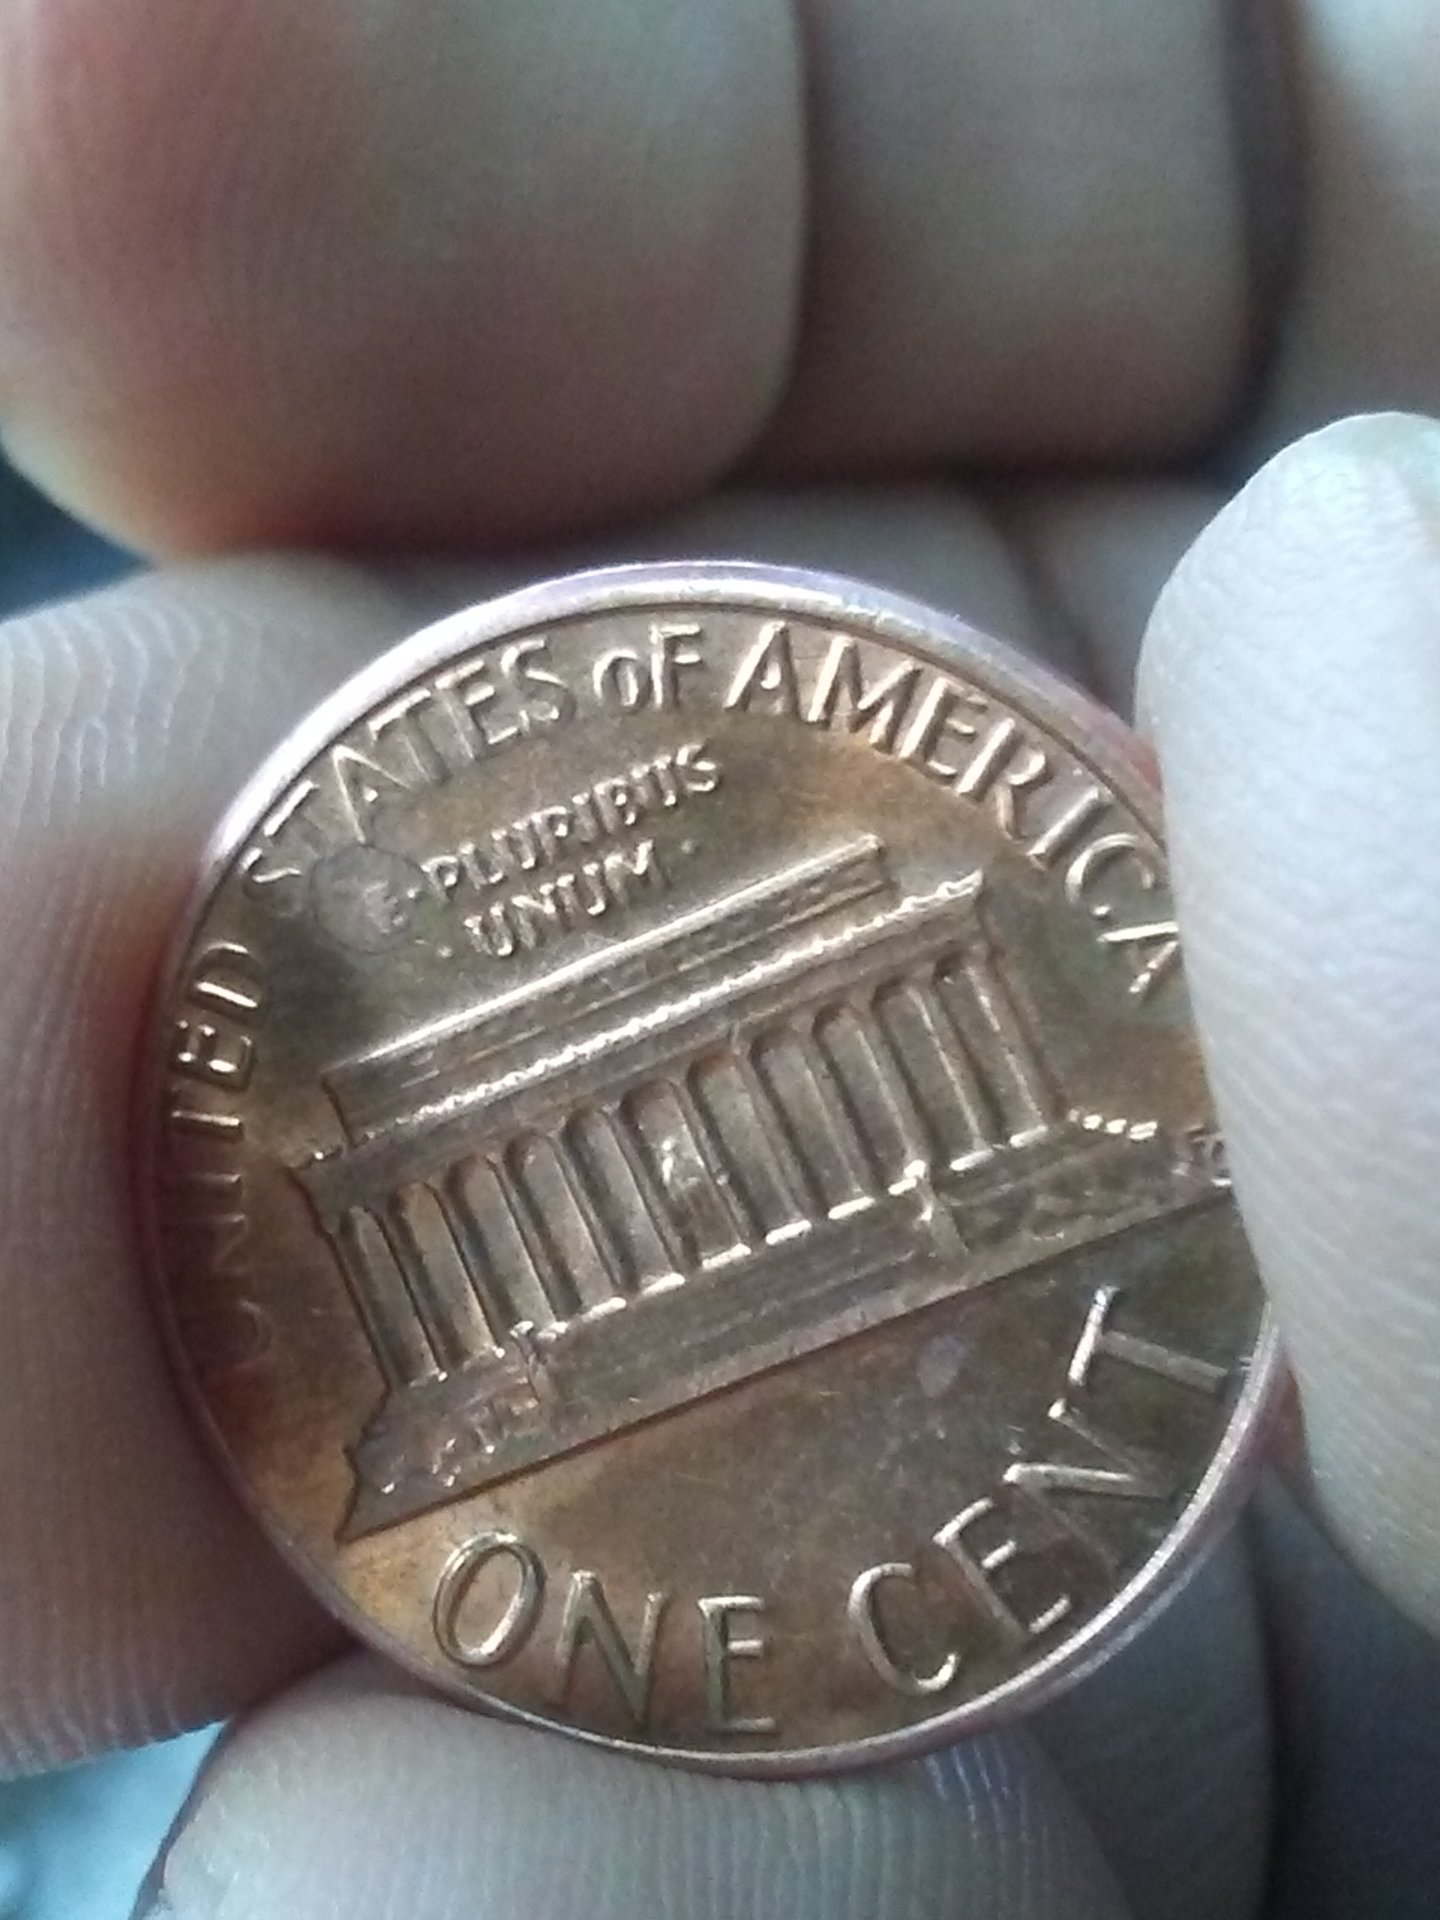 UNITED STATES OF AMERICA
E·PLURIBUS
·UNUM·
ONE CENT